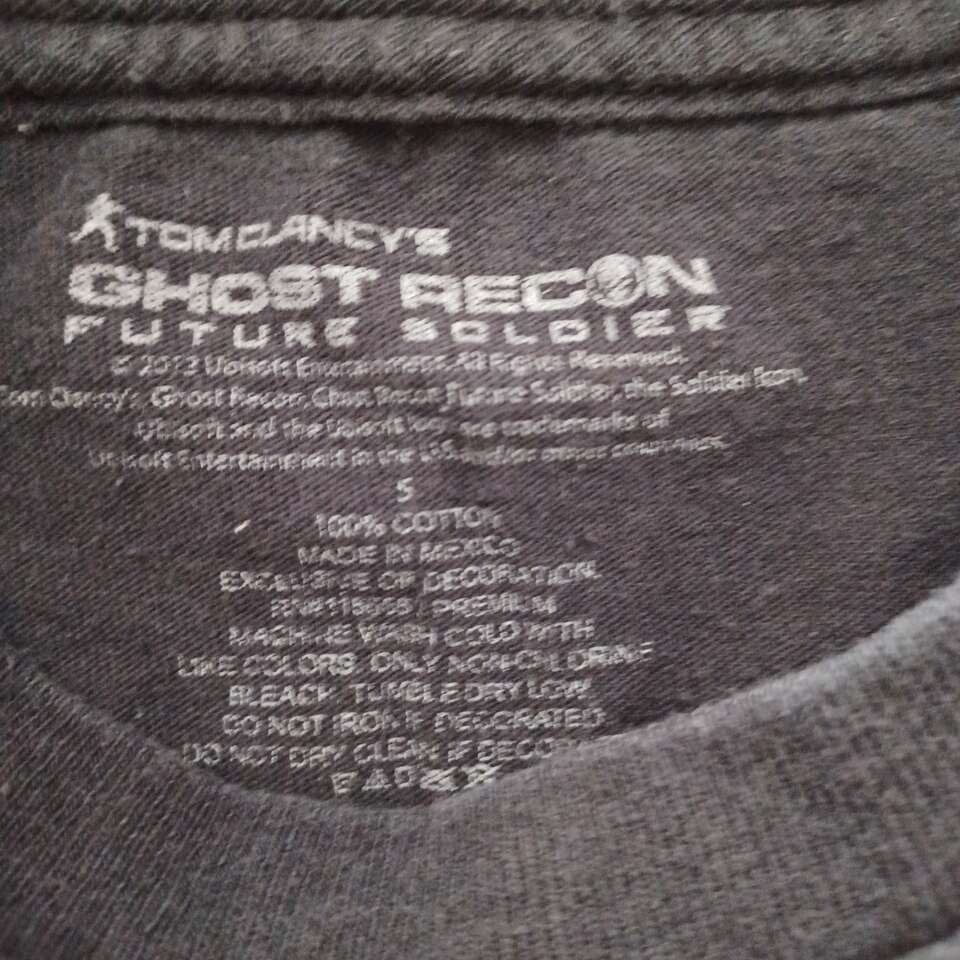 TOM CLANCY'S
GHOST RECON
FUTURE SOLDIER
© 2012 Ubisoft Entertainment. All Rights Reserved.
Tom Clancy's, Ghost Recon, Ghost Recon Future Soldier, the Soldier Icon,
Ubisoft and the Ubisoft logo are trademarks of
Ubisoft Entertainment in the US and/or other countries.
S
100% COTTON
MADE IN MEXICO
EXCLUSIVE OF DECORATION
PREMIUM
MACHINE WASH COLD WITH
LIKE COLORS. ONLY NON-CHLORINE
BLEACH. TUMBLE DRY LOW
DO NOT IRON IF DECORATED
DO NOT DRY CLEAN IF